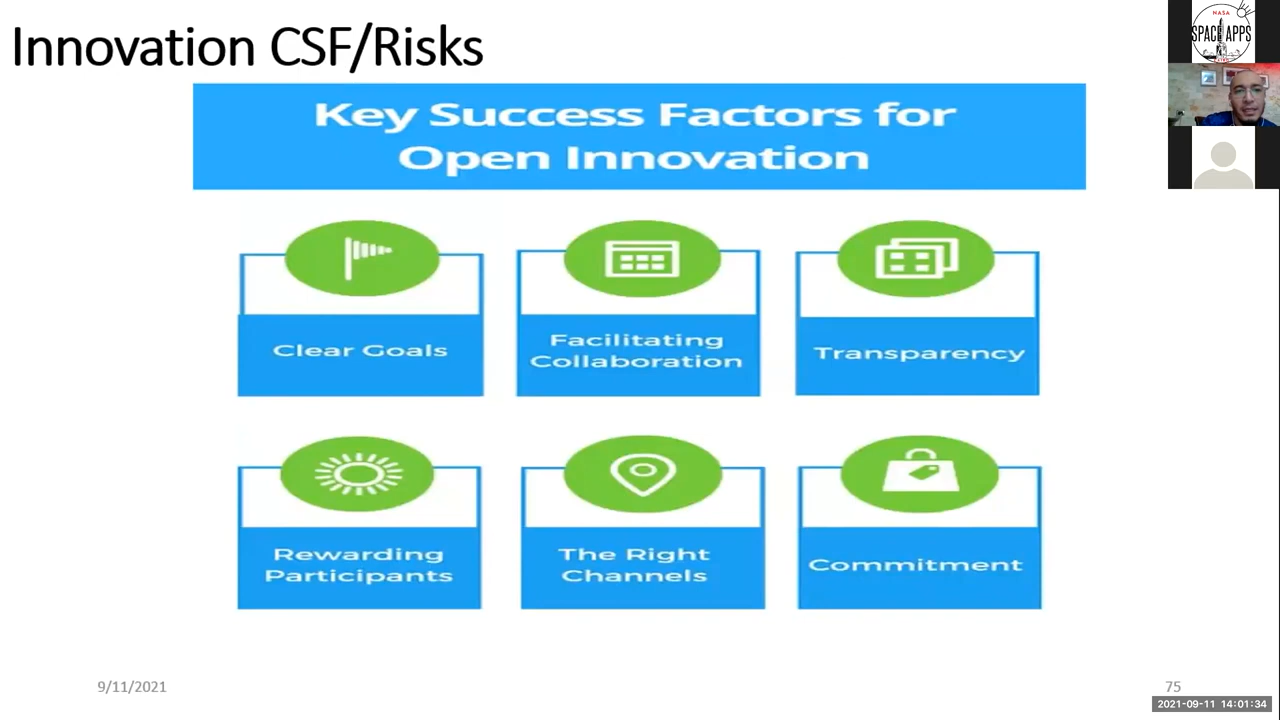 Innovation CSF/Risks
NASA
SPACE APPS
Key Success Factors for
Open Innovation
Clear Goals
Facilitating
Collaboration
Transparency
Rewarding
Participants
The Right
Channels
Commitment
9/11/2021
75
2021-09-11 14:01:34